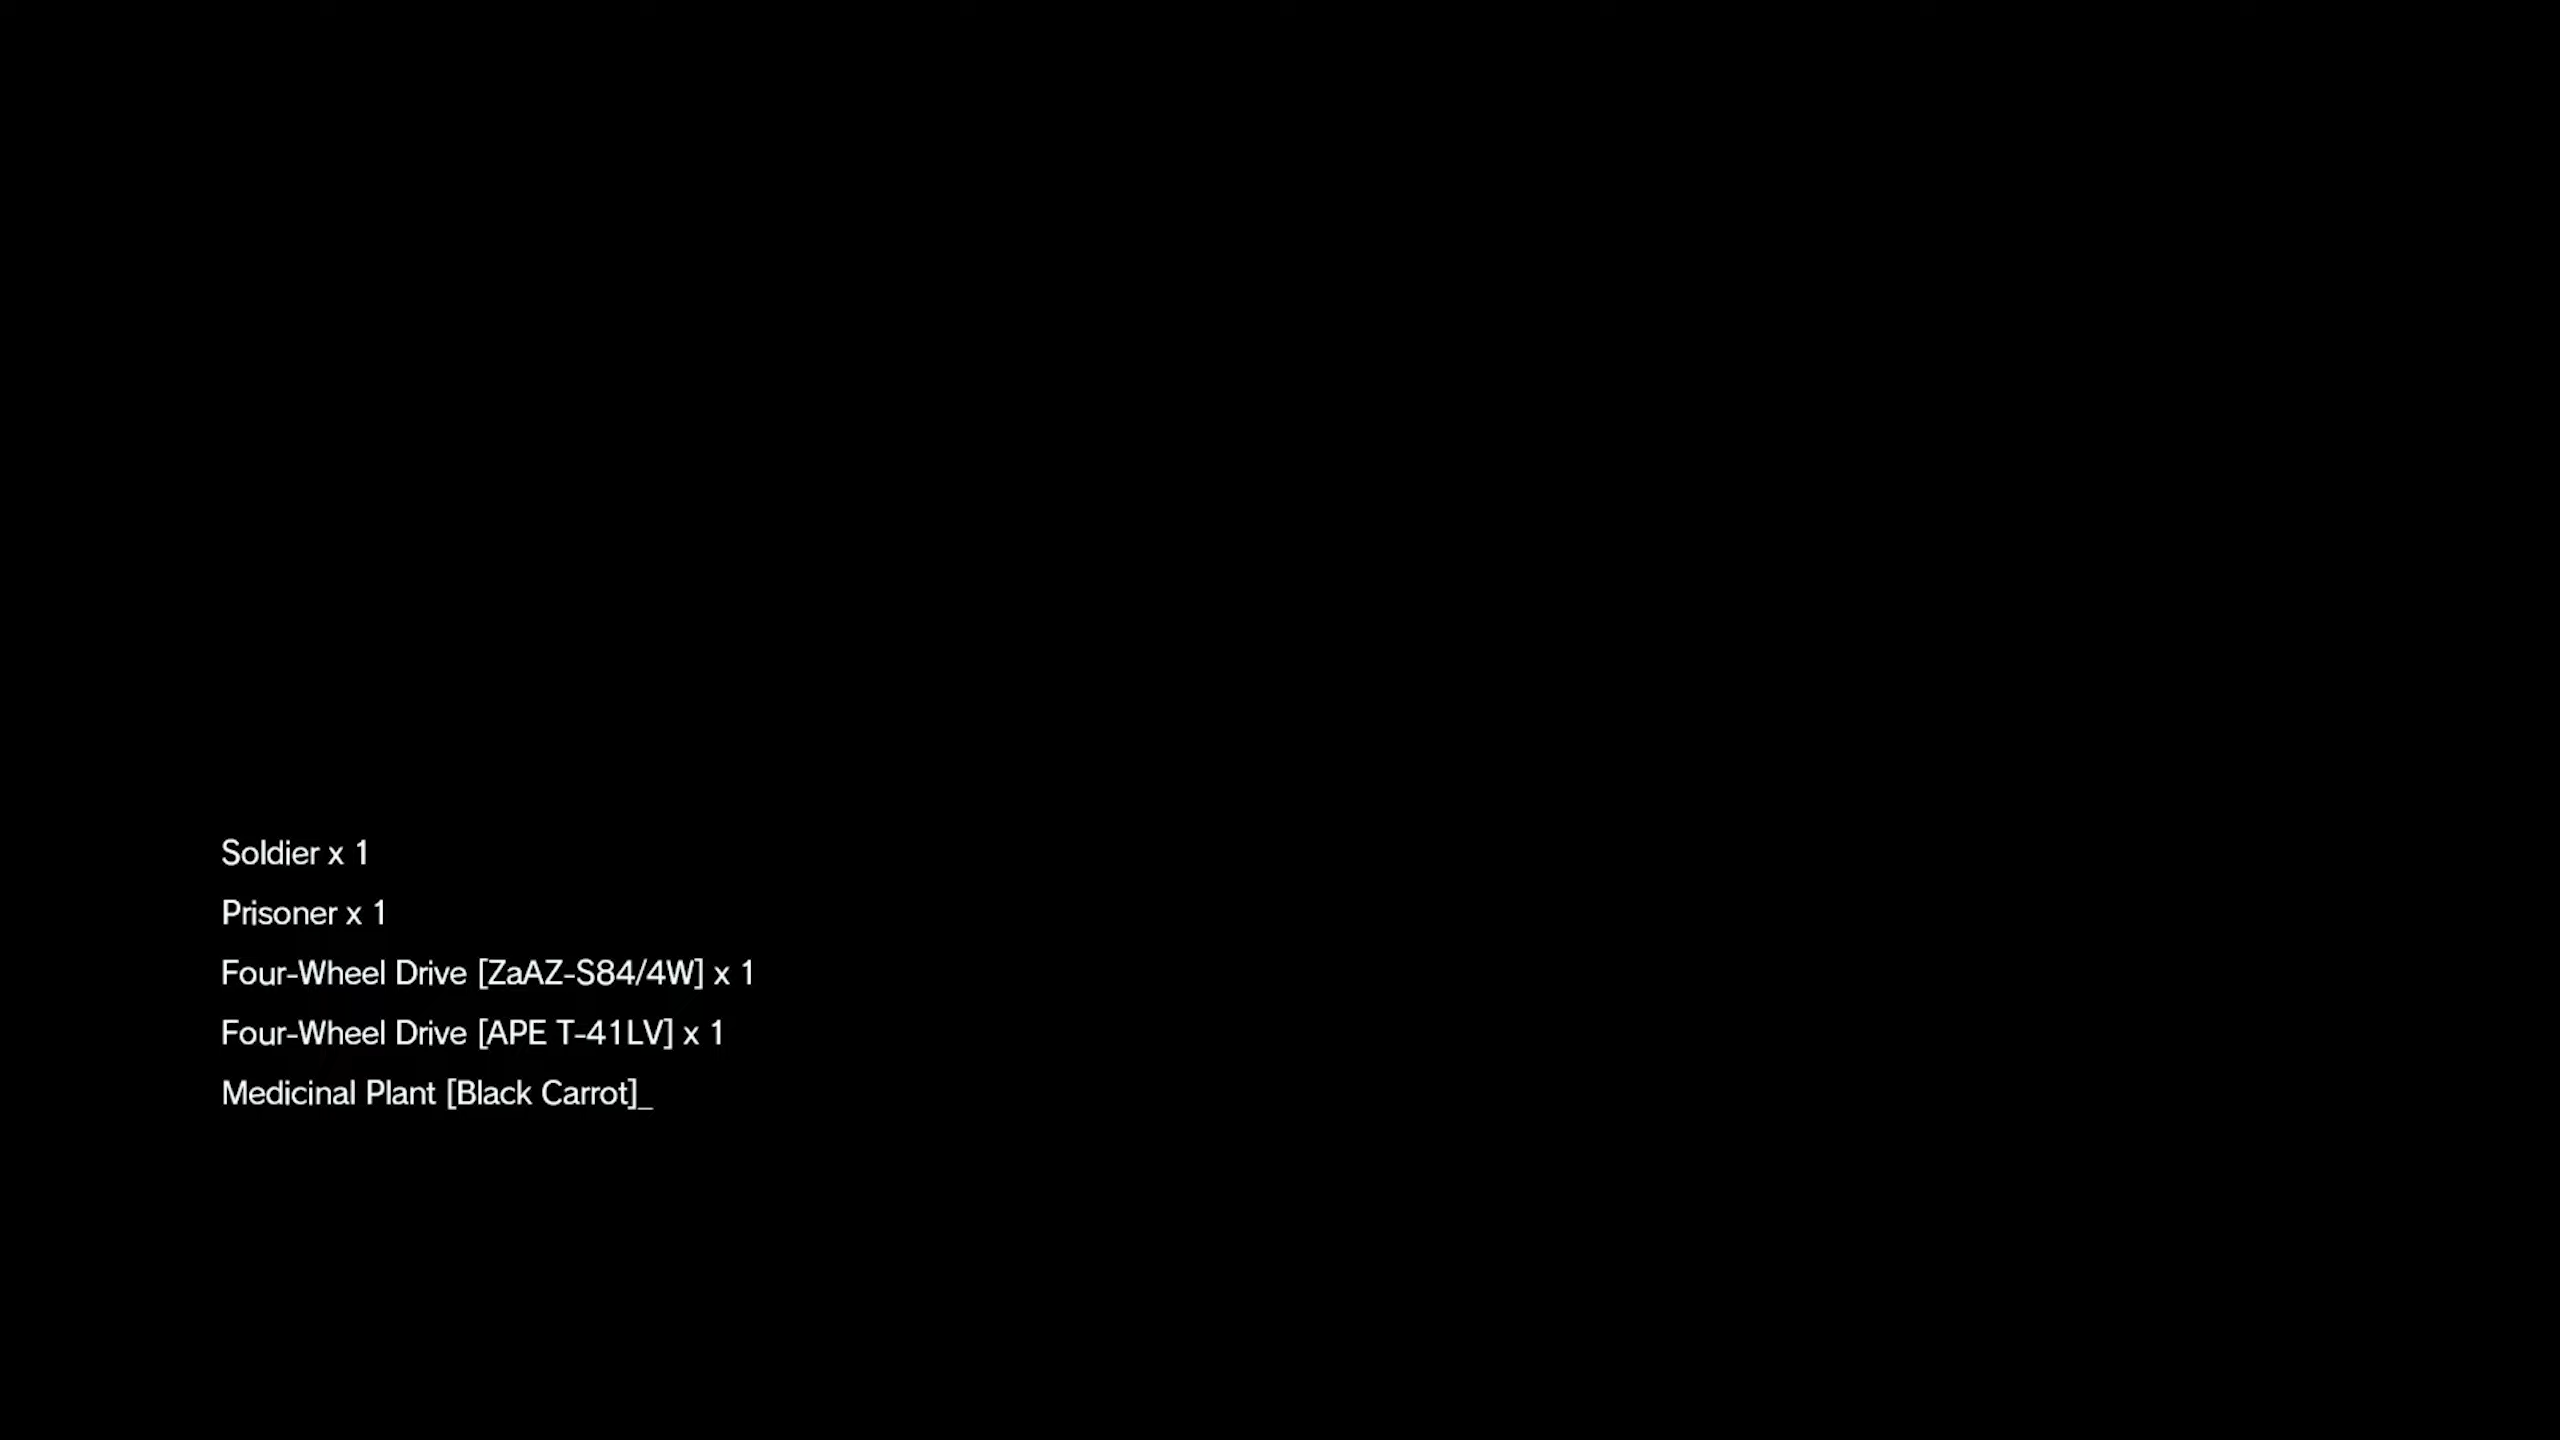 Soldier x 1
Prisoner x 1
Four-Wheel Drive [ZaAZ-S84/4W] x 1
Four-Wheel Drive [APE T-41LV] x 1
Medicinal Plant [Black Carrot]_